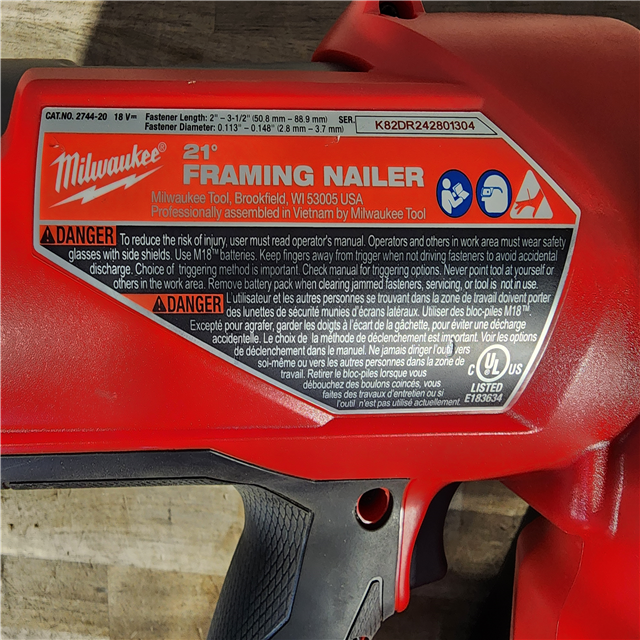 CAT.NO. 2744-20 18 V⎓ Fastener Length: 2" – 3-1/2" (50.8 mm – 88.9 mm) SER. K82DR242801304
Fastener Diameter: 0.113" – 0.148" (2.8 mm – 3.7 mm)
Milwaukee®
21°
FRAMING NAILER
Milwaukee Tool, Brookfield, WI 53005 USA
Professionally assembled in Vietnam by Milwaukee Tool
DANGER To reduce the risk of injury, user must read operator's manual. Operators and others in work area must wear safety
glasses with side shields. Use M18™ batteries. Keep fingers away from trigger when not driving fasteners to avoid accidental
discharge. Choice of triggering method is important. Check manual for triggering options. Never point tool at yourself or
others in the work area. Remove battery pack when clearing jammed fasteners, servicing, or tool is not in use.
DANGER L'utilisateur et les autres personnes se trouvant dans la zone de travail doivent porter
des lunettes de sécurité munies d'écrans latéraux. Utiliser des bloc-piles M18™.
Excepté pour agrafer, garder les doigts à l'écart de la gâchette, pour éviter une décharge
accidentelle. Le choix de la méthode de déclenchement est important. Voir les options
de déclenchement dans le manuel. Ne jamais diriger l'outil vers
soi-même ou vers les autres personnes dans la zone de
travail. Retirer le bloc-piles pour les
débouchez des boulons coincés, vous
faites des travaux d'entretien ou si
l'outil n'est pas utilisé actuellement.
C UL US
LISTED
E183634